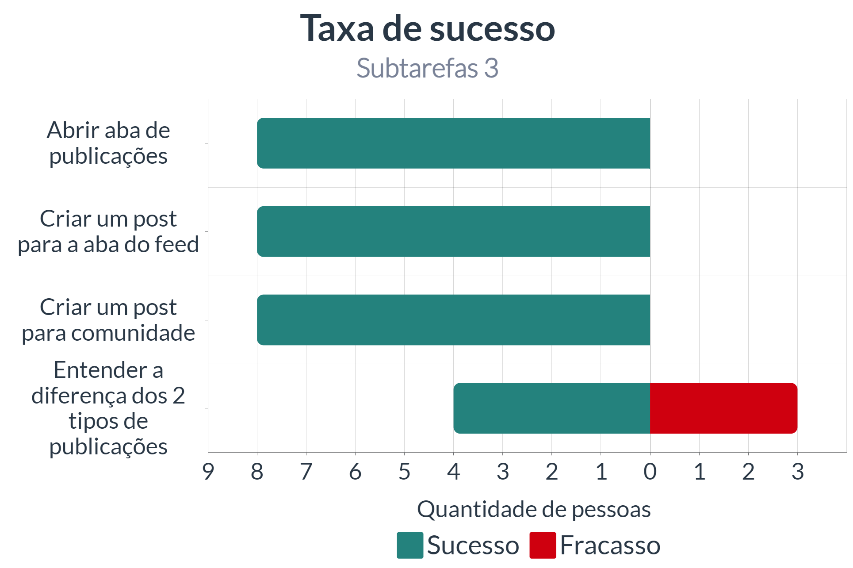 Taxa de sucesso
Subtarefas 3
Abrir aba de
publicações
Criar um post
para a aba do feed
Criar um post
para comunidade
Entender a
diferença dos 2
tipos de
publicações
9 8 7 6 5 4 3 2 1 0 1 2 3
Quantidade de pessoas
Sucesso Fracasso